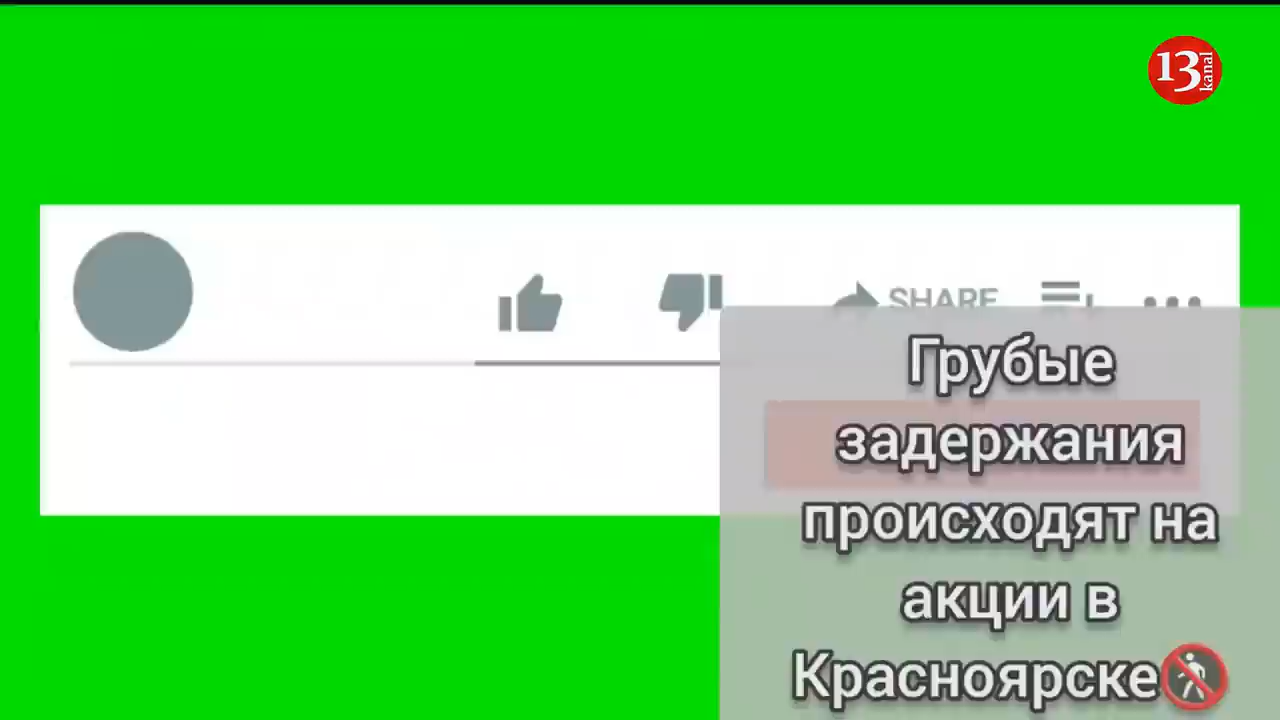 13 kanal
SHARE
Грубые
задержания
происходят на
акции в
Красноярске